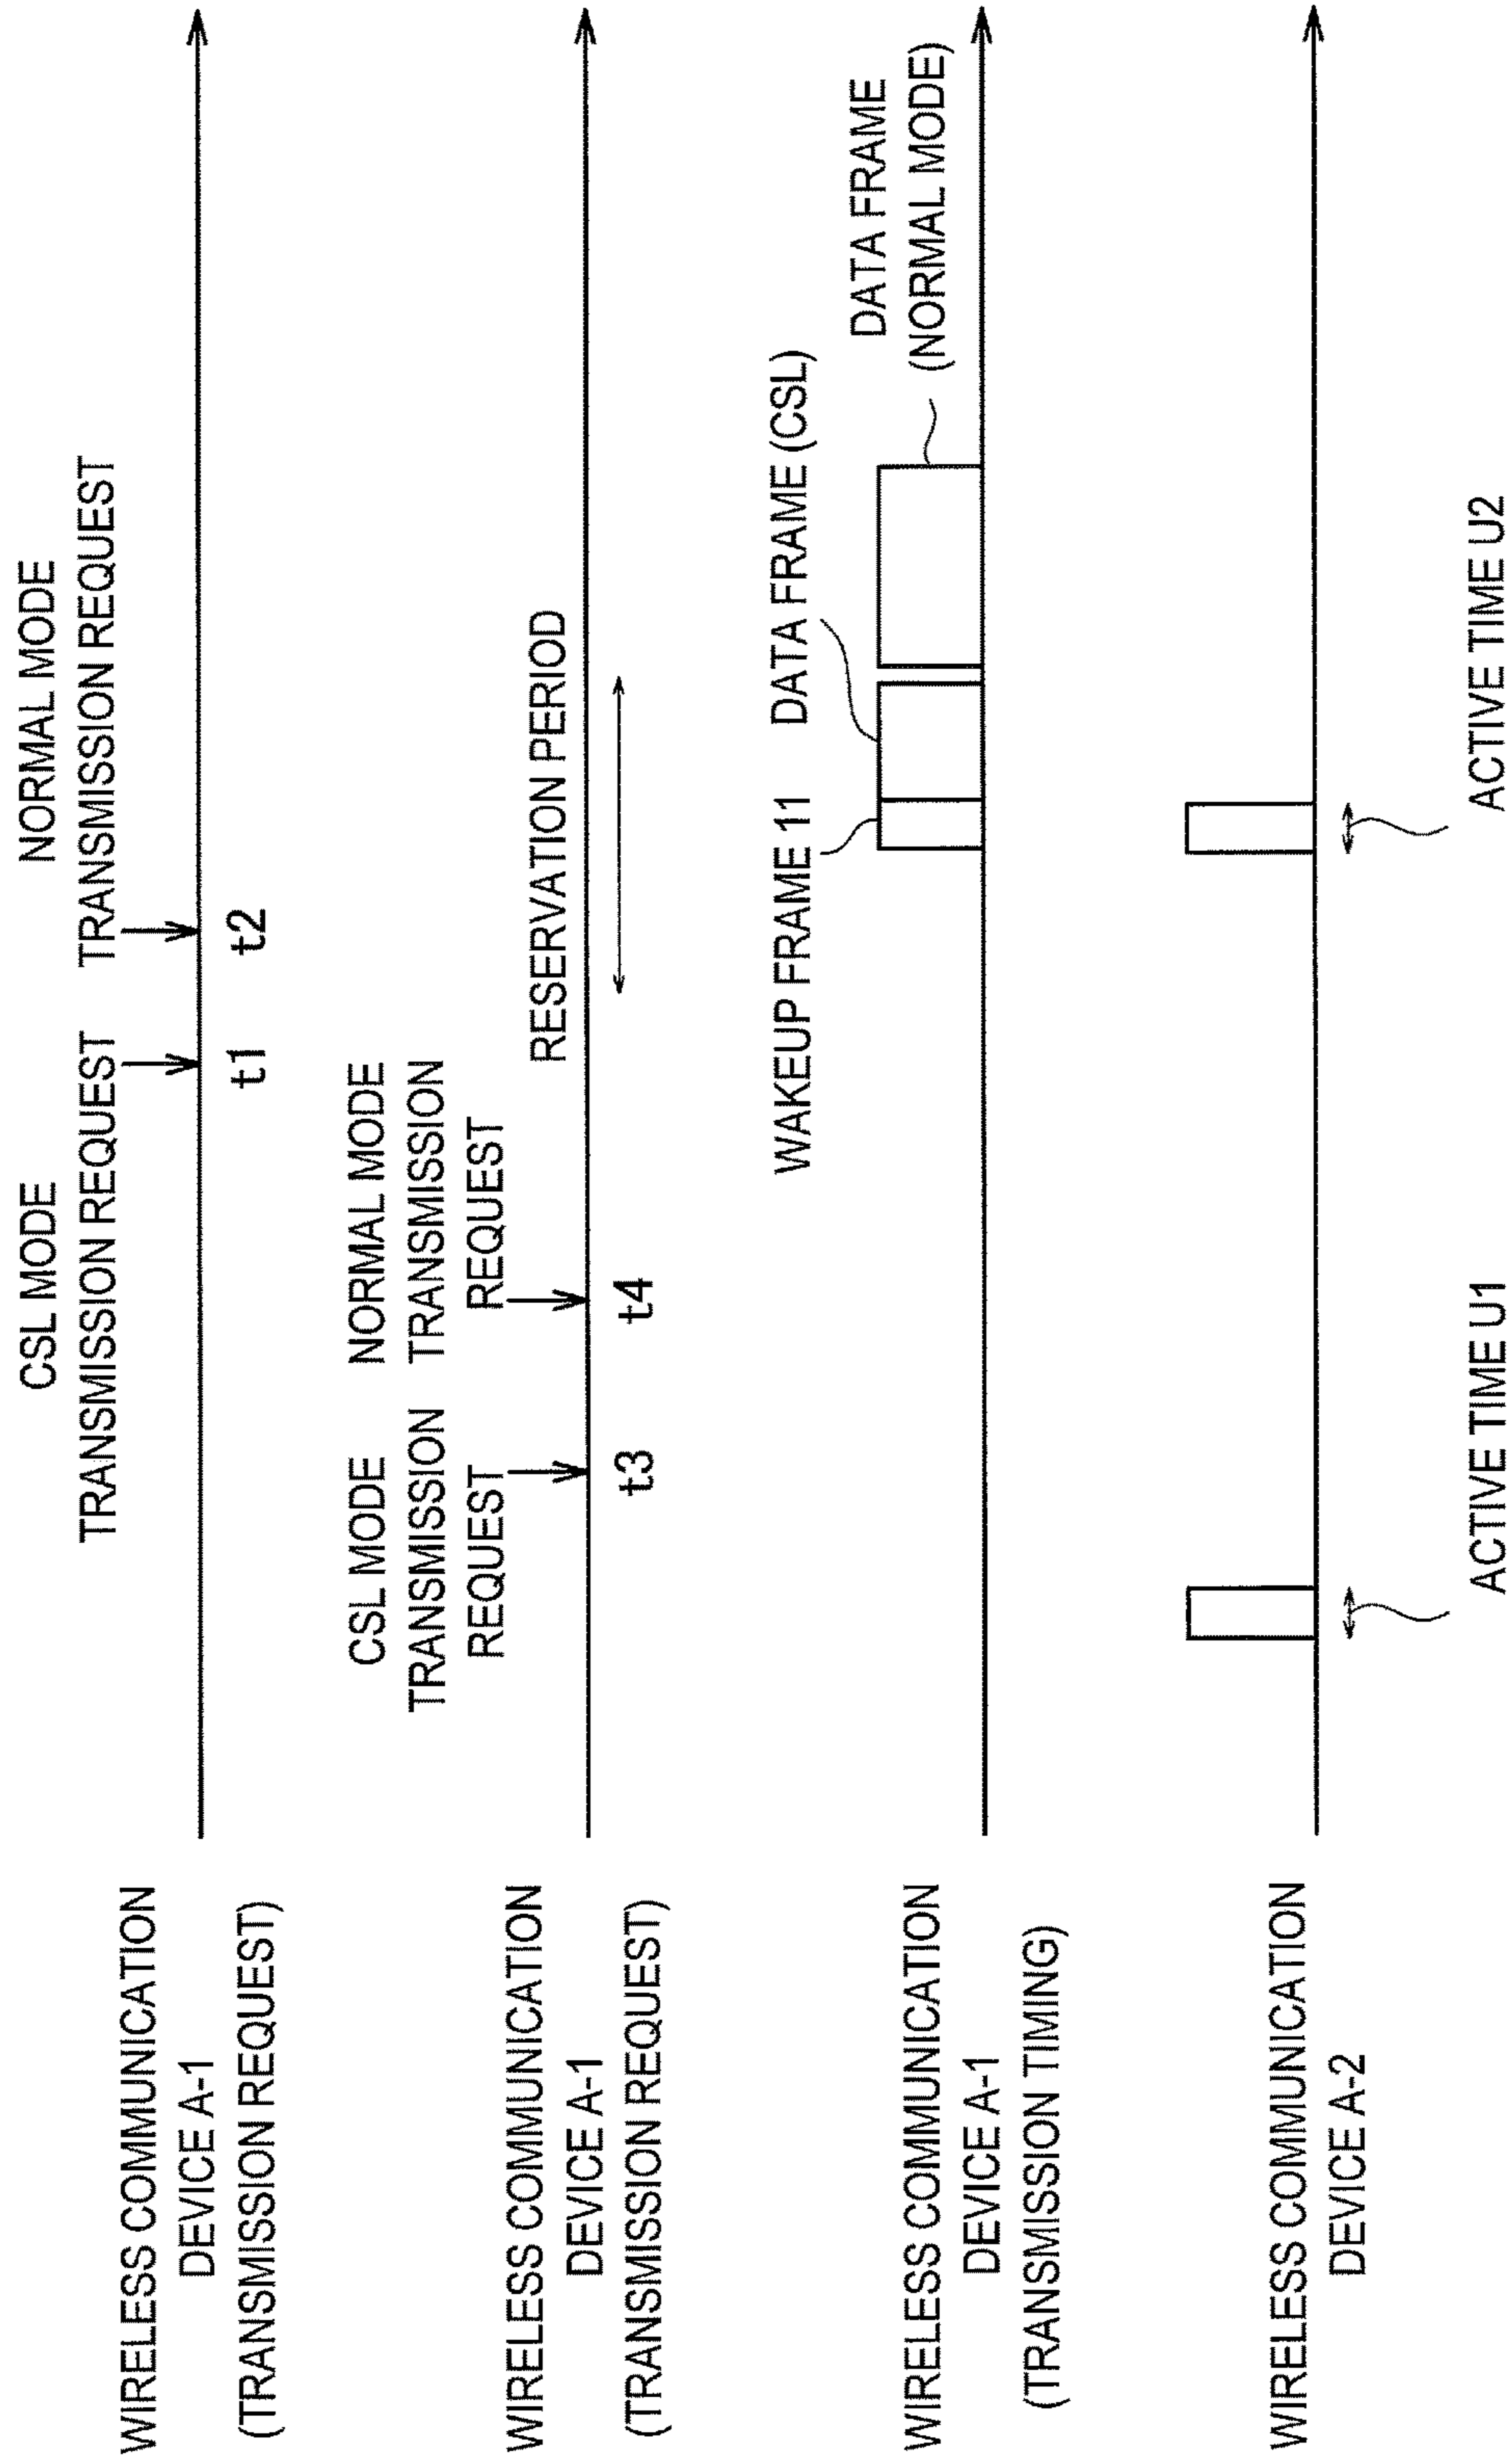 WIRELESS COMMUNICATION
DEVICE A-1
(TRANSMISSION REQUEST)
CSL MODE
TRANSMISSION REQUEST
t1
NORMAL MODE
TRANSMISSION REQUEST
t2
WIRELESS COMMUNICATION
DEVICE A-1
(TRANSMISSION REQUEST)
CSL MODE
TRANSMISSION
REQUEST
t3
NORMAL MODE
TRANSMISSION
REQUEST
t4
RESERVATION PERIOD
WIRELESS COMMUNICATION
DEVICE A-1
(TRANSMISSION TIMING)
WAKEUP FRAME 11
DATA FRAME (CSL)
DATA FRAME
(NORMAL MODE)
WIRELESS COMMUNICATION
DEVICE A-2
ACTIVE TIME U1
ACTIVE TIME U2